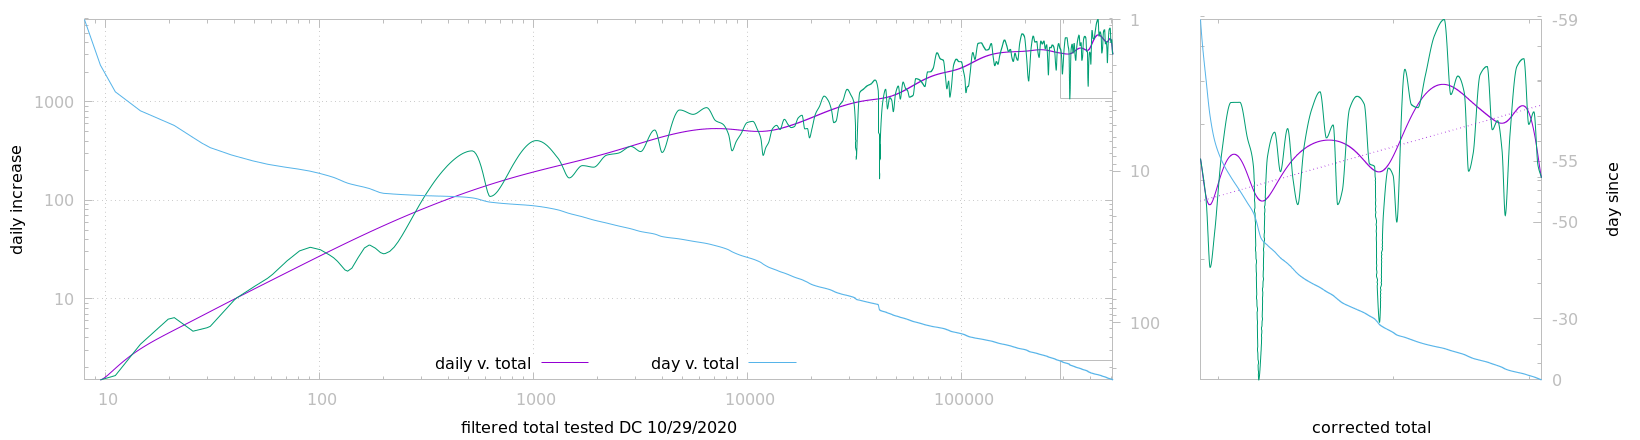 daily increase
1000
100
10
daily v. total
day v. total
10
100
1000
10000
100000
filtered total tested DC 10/29/2020
1
10
100
-59
-55
-50
-30
0
day since
corrected total